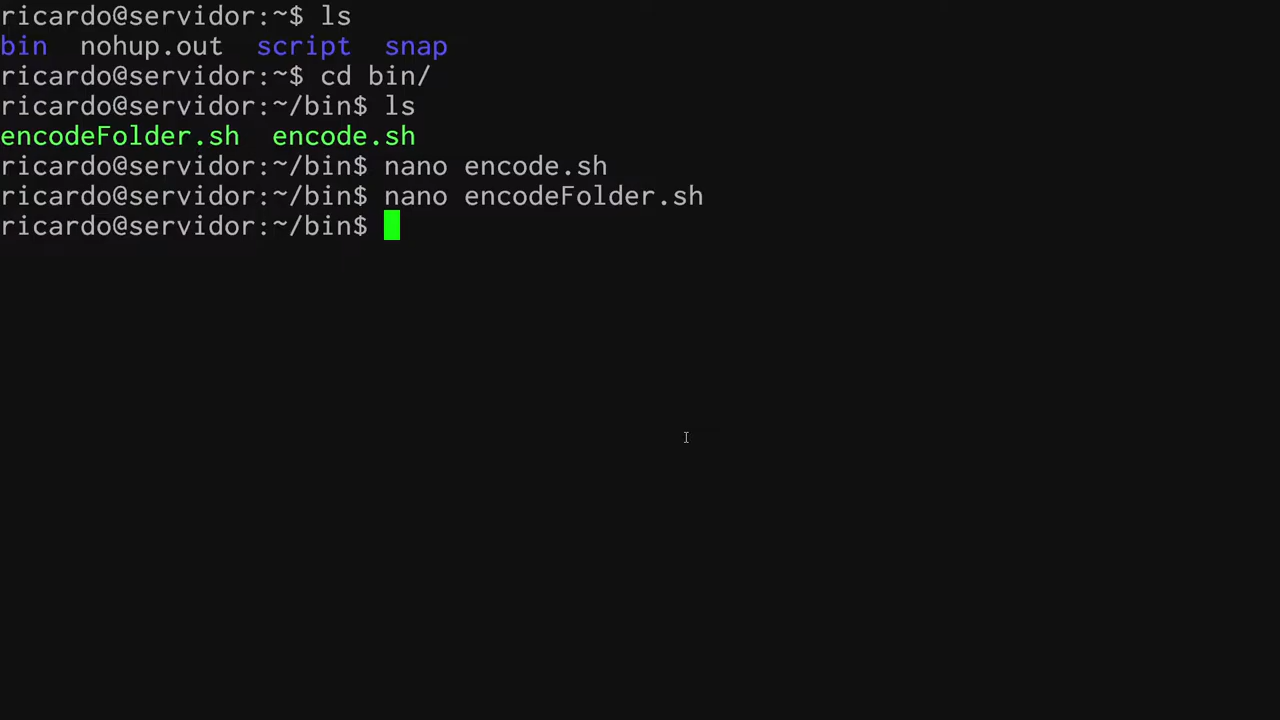 ricardo@servidor:~$ ls
bin  nohup.out  script  snap
ricardo@servidor:~$ cd bin/
ricardo@servidor:~/bin$ ls
encodeFolder.sh  encode.sh
ricardo@servidor:~/bin$ nano encode.sh
ricardo@servidor:~/bin$ nano encodeFolder.sh
ricardo@servidor:~/bin$